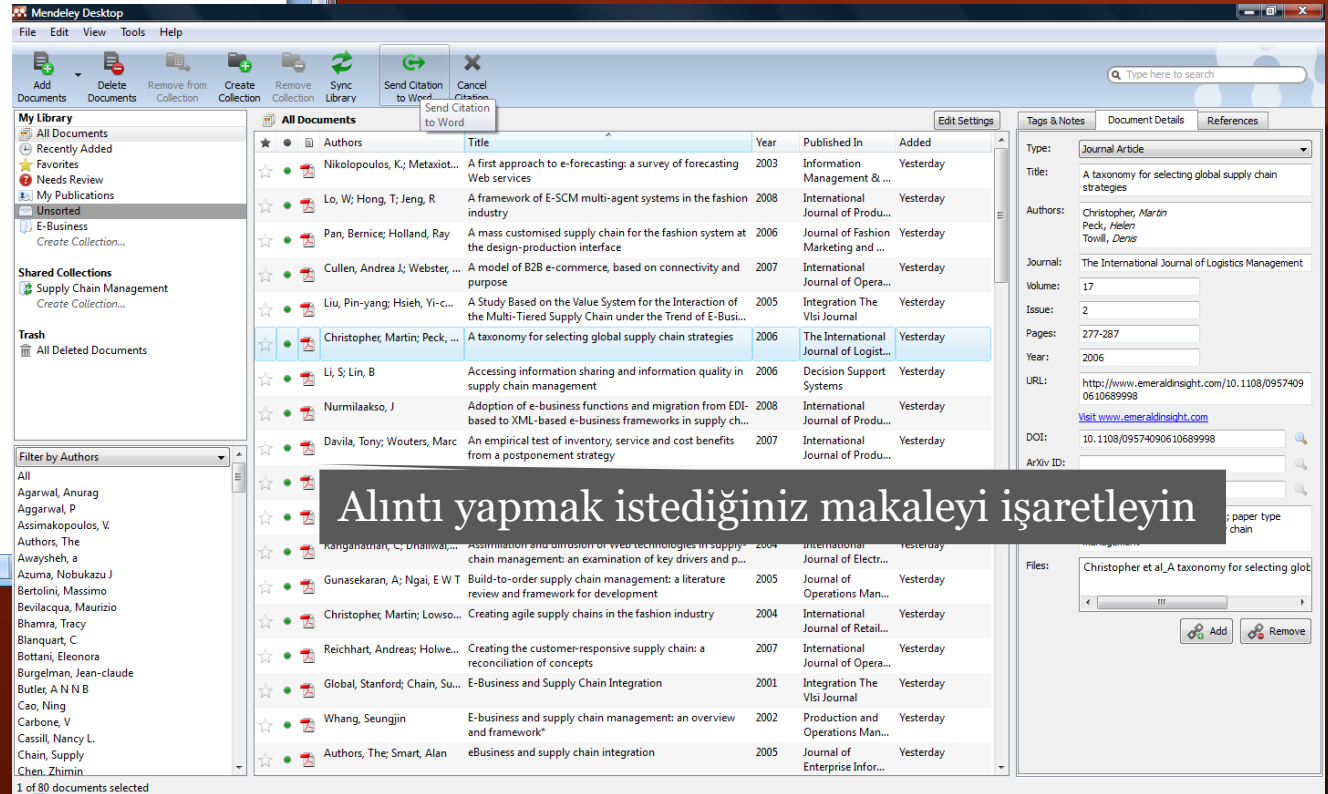 Mendeley Desktop
File Edit View Tools Help
Add Documents
Delete Documents
Remove from Collection
Create Collection
Remove Collection
Sync Library
Send Citation to Word
Cancel Citation
Send Citation to Word
Type here to search
My Library
All Documents
Recently Added
Favorites
Needs Review
My Publications
Unsorted
E-Business
Create Collection...
Shared Collections
Supply Chain Management
Create Collection...
Trash
All Deleted Documents
Filter by Authors
All
Agarwal, Anurag
Aggarwal, P
Assimakopoulos, V.
Authors, The
Awaysheh, a
Azuma, Nobukazu J
Bertolini, Massimo
Bevilacqua, Maurizio
Bhamra, Tracy
Blanquart, C
Bottani, Eleonora
Burgelman, Jean-claude
Butler, A N N B
Cao, Ning
Carbone, V
Cassill, Nancy L.
Chain, Supply
Chen, Zhimin
1 of 80 documents selected
All Documents
Edit Settings
Authors Title Year Published In Added
Nikolopoulos, K.; Metaxiot... A first approach to e-forecasting: a survey of forecasting 2003 Information Yesterday
Web services Management & ...
Lo, W; Hong, T; Jeng, R A framework of E-SCM multi-agent systems in the fashion 2008 International Yesterday
industry Journal of Produ...
Pan, Bernice; Holland, Ray A mass customised supply chain for the fashion system at 2006 Journal of Fashion Yesterday
the design-production interface Marketing and ...
Cullen, Andrea J.; Webster, ... A model of B2B e-commerce, based on connectivity and 2007 International Yesterday
purpose Journal of Opera...
Liu, Pin-yang; Hsieh, Yi-c... A Study Based on the Value System for the Interaction of 2005 Integration The Yesterday
the Multi-Tiered Supply Chain under the Trend of E-Busi... Vlsi Journal
Christopher, Martin; Peck, ... A taxonomy for selecting global supply chain strategies 2006 The International Yesterday
Journal of Logist...
Li, S; Lin, B Accessing information sharing and information quality in 2006 Decision Support Yesterday
supply chain management Systems
Nurmilaakso, J Adoption of e-business functions and migration from EDI- 2008 International Yesterday
based to XML-based e-business frameworks in supply ch... Journal of Produ...
Davila, Tony; Wouters, Marc An empirical test of inventory, service and cost benefits 2007 International Yesterday
from a postponement strategy Journal of Produ...
Alıntı yapmak istediğiniz makaleyi işaretleyin
Ranganathan, C; Dhaliwal,... Assimilation and diffusion of Web technologies in supply- 2004 International Yesterday
chain management: an examination of key drivers and p... Journal of Electr...
Gunasekaran, A; Ngai, E W T Build-to-order supply chain management: a literature 2005 Journal of Yesterday
review and framework for development Operations Man...
Christopher, Martin; Lowso... Creating agile supply chains in the fashion industry 2004 International Yesterday
Journal of Retail...
Reichhart, Andreas; Holwe... Creating the customer-responsive supply chain: a 2007 International Yesterday
reconciliation of concepts Journal of Opera...
Global, Stanford; Chain, Su... E-Business and Supply Chain Integration 2001 Integration The Yesterday
Vlsi Journal
Whang, Seungjin E-business and supply chain management: an overview 2002 Production and Yesterday
and framework* Operations Man...
Authors, The; Smart, Alan eBusiness and supply chain integration 2005 Journal of Yesterday
Enterprise Infor...
Tags & Notes Document Details References
Type: Journal Article
Title: A taxonomy for selecting global supply chain
strategies
Authors: Christopher, Martin
Peck, Helen
Towill, Denis
Journal: The International Journal of Logistics Management
Volume: 17
Issue: 2
Pages: 277-287
Year: 2006
URL: http://www.emeraldinsight.com/10.1108/0957409
0610689998
Visit www.emeraldinsight.com
DOI: 10.1108/09574090610689998
ArXiv ID:
; paper type
chain
management
Files: Christopher et al_A taxonomy for selecting glob
Add Remove